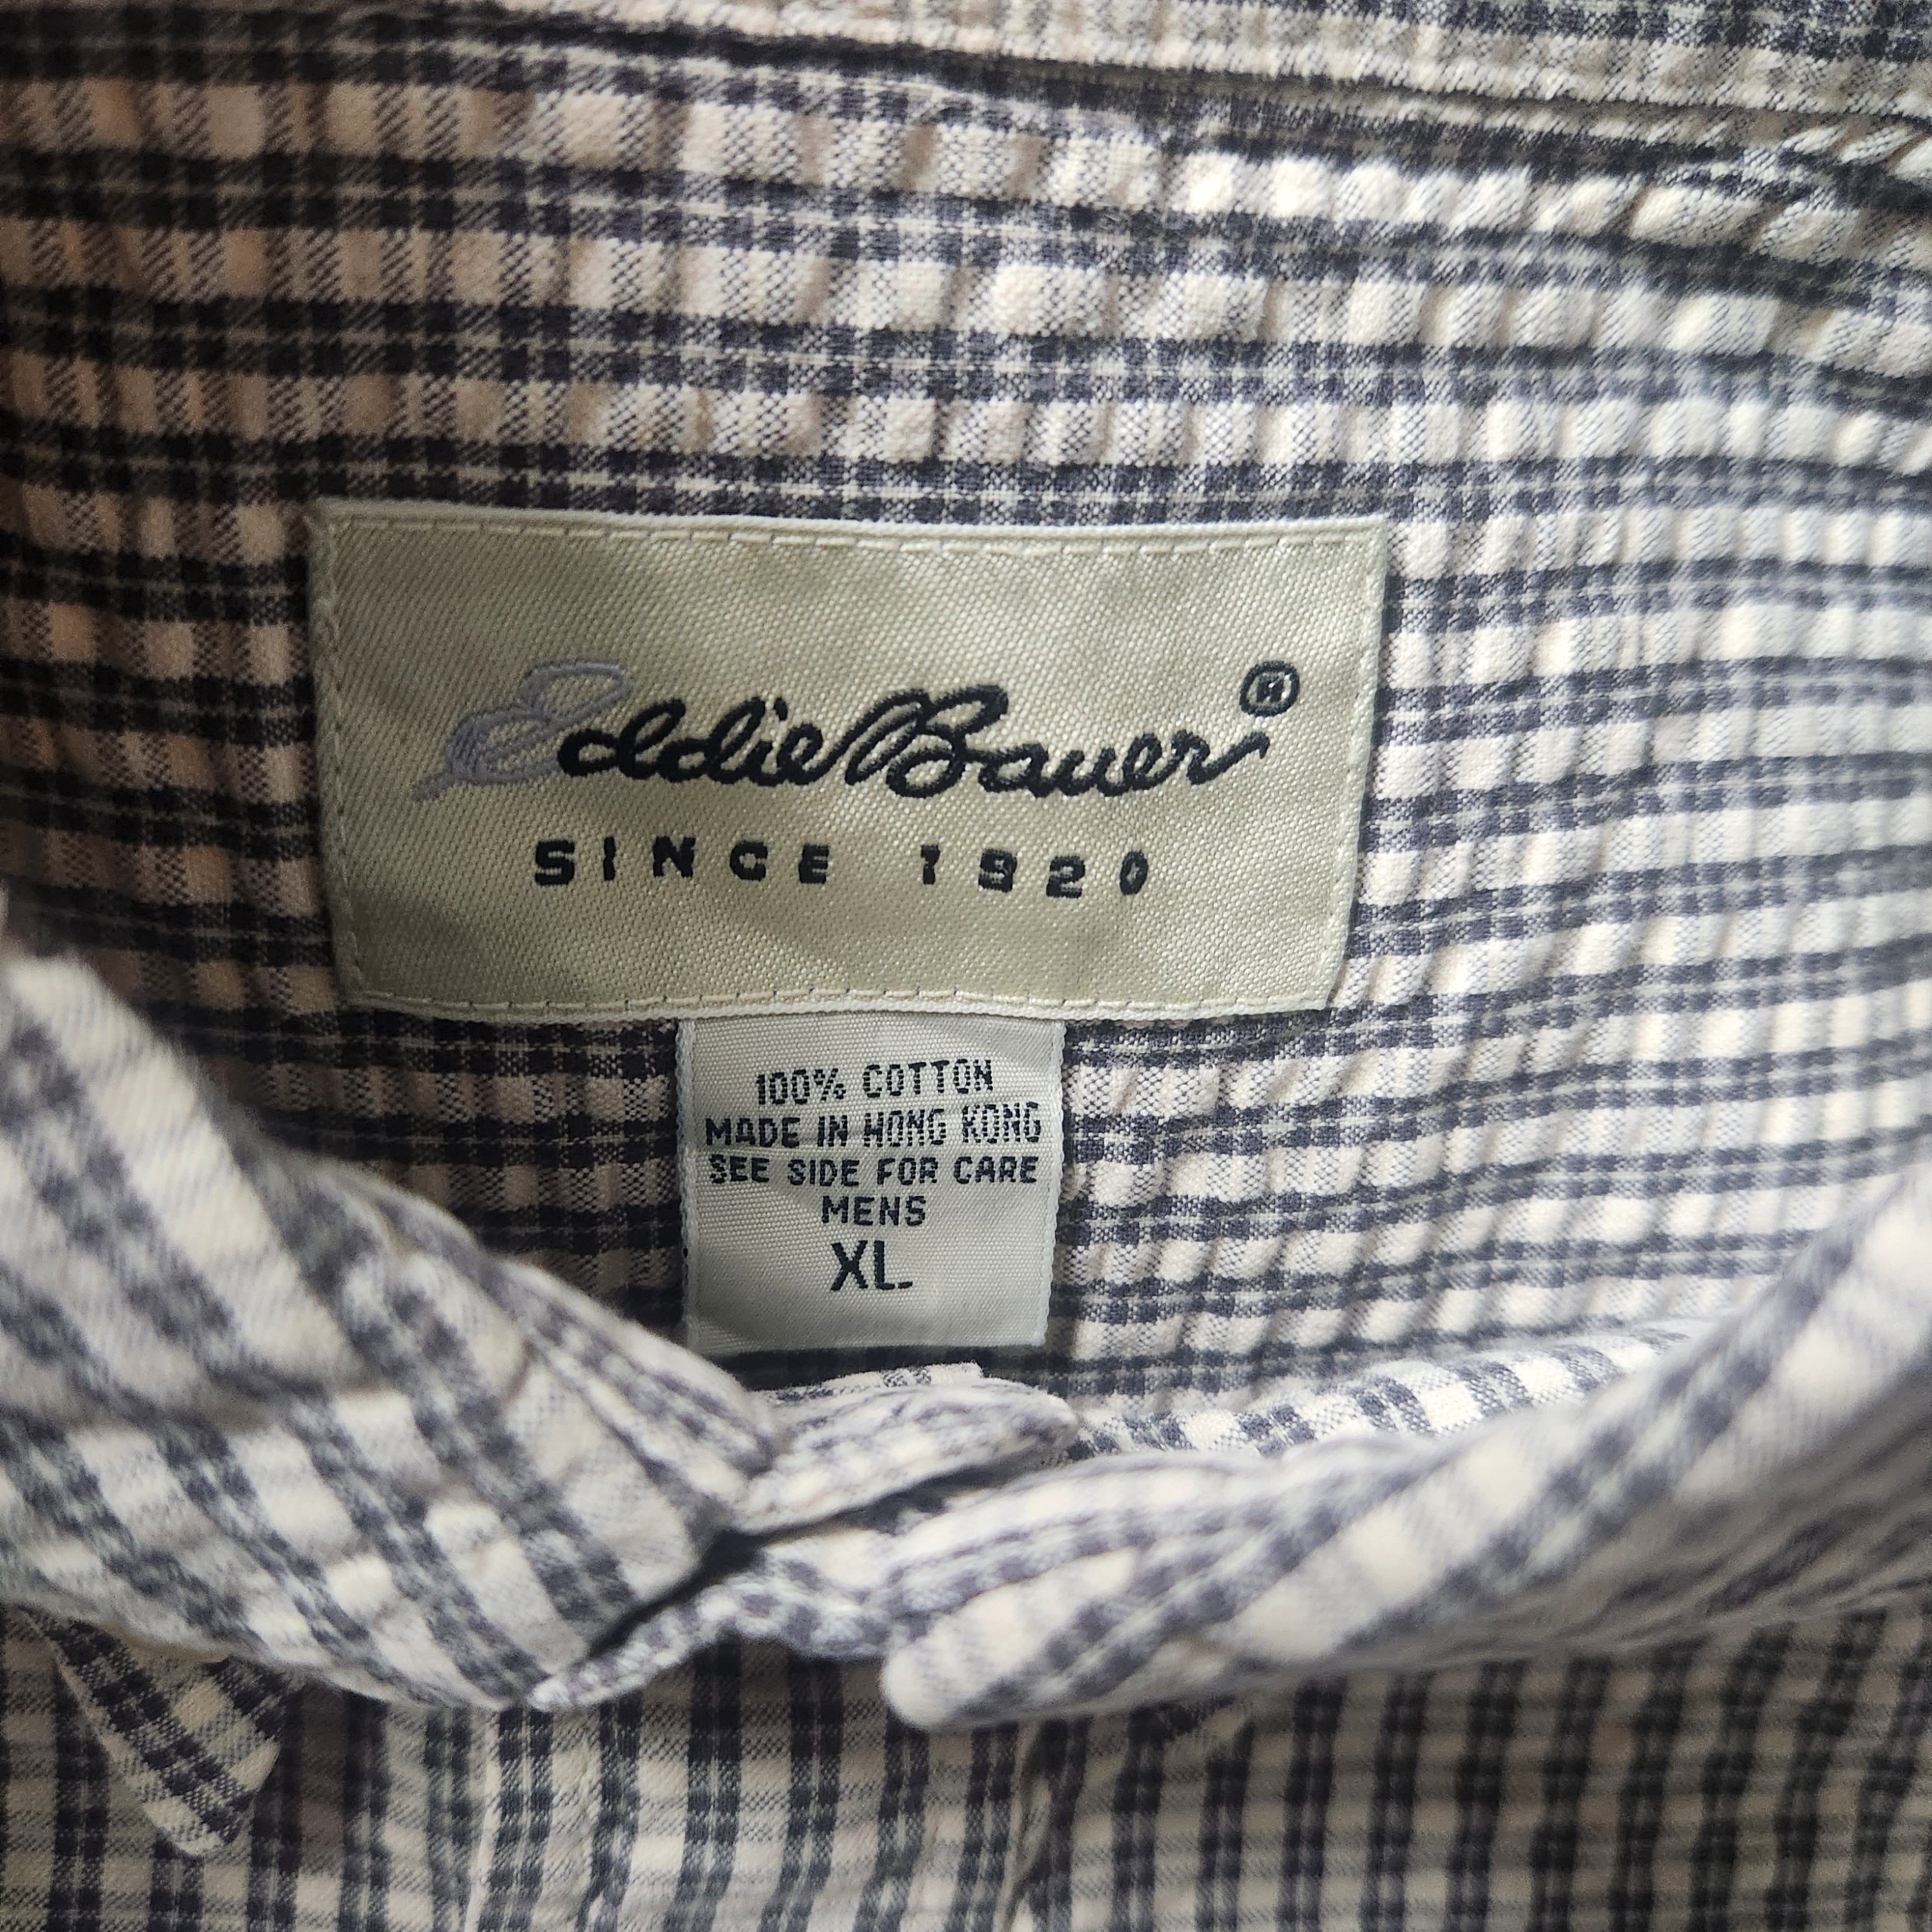 Eddie Bauer®
SINCE 1920
100% COTTON
MADE IN HONG KONG
SEE SIDE FOR CARE
MENS
XL